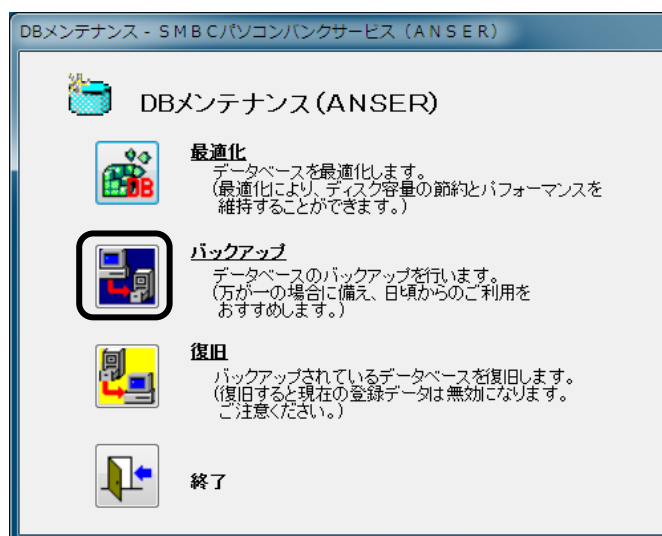 DBメンテナンス - SMBCパソコンバンクサービス（ANSER）
DBメンテナンス(ANSER)
最適化
データベースを最適化します。
(最適化により、ディスク容量の節約とパフォーマンスを
維持することができます。)
DB
バックアップ
データベースのバックアップを行います。
(万が一の場合に備え、日頃からのご利用を
おすすめします。)
復旧
バックアップされているデータベースを復旧します。
(復旧すると現在の登録データは無効になります。
ご注意ください。)
終了